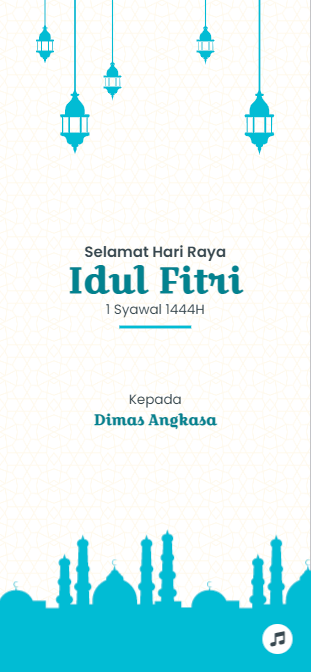 Selamat Hari Raya
Idul Fitri
1 Syawal 1444H
Kepada
Dimas Angkasa